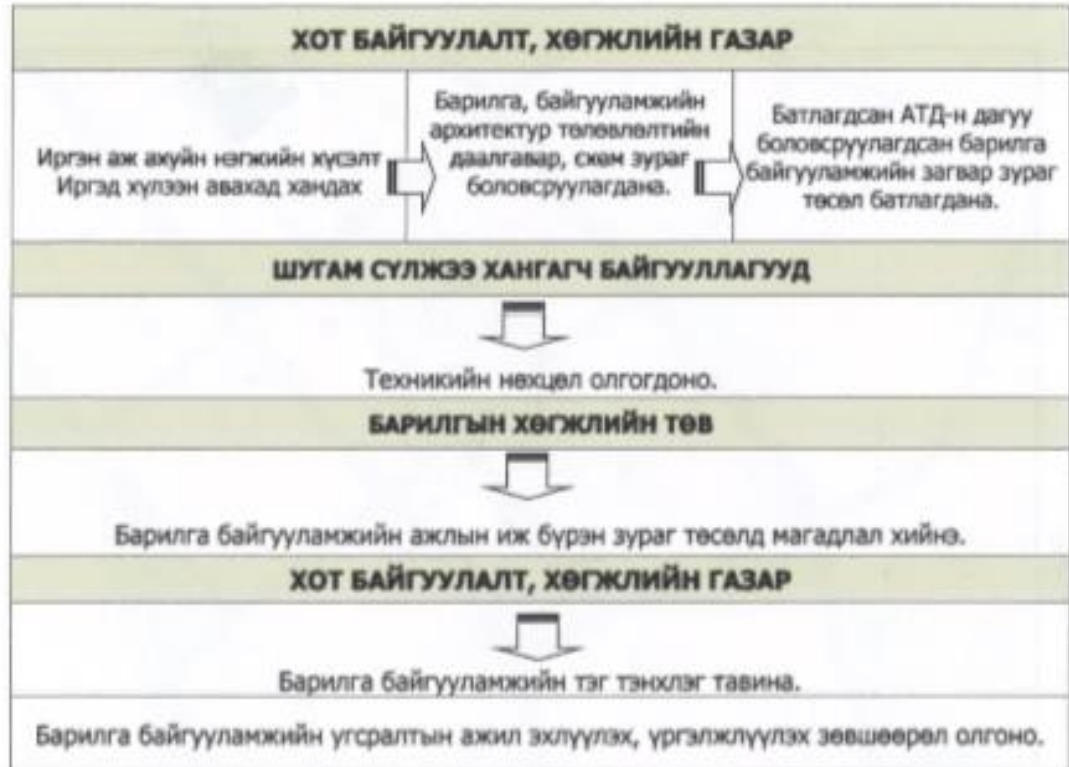 ХОТ БАЙГУУЛАЛТ, ХӨГЖЛИЙН ГАЗАР
Иргэн аж ахуйн нэгжийн хүсэлт
Иргэд хүлээн авахад хандах
Барилга, байгууламжийн
архитектур төлөвлөлтийн
даалгавар, схем зураг
боловсруулагдана.
Батлагдсан АТД-н дагуу
боловсруулагдсан барилга
байгууламжийн загвар зураг
төсөл батлагдана.
ШУГАМ СҮЛЖЭЭ ХАНГАГЧ БАЙГУУЛЛАГУУД
Техникийн нөхцөл олгогдоно.
БАРИЛГЫН ХӨГЖЛИЙН ТӨВ
Барилга байгууламжийн ажлын иж бүрэн зураг төсөлд магадлал хийнэ.
ХОТ БАЙГУУЛАЛТ, ХӨГЖЛИЙН ГАЗАР
Барилга байгууламжийн тэг тэнхлэг тавина.
Барилга байгууламжийн угсралтын ажил эхлүүлэх, үргэлжлүүлэх зөвшөөрөл олгоно.